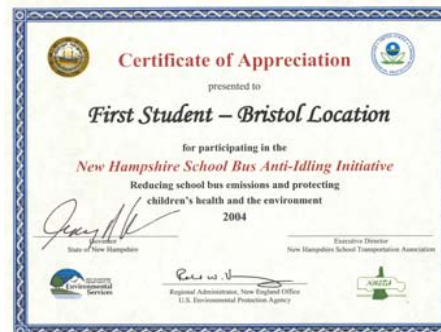 Certificate of Appreciation
presented to
First Student – Bristol Location
for participating in the
New Hampshire School Bus Anti-Idling Initiative
Reducing school bus emissions and protecting
children's health and the environment
2004
Governor
State of New Hampshire
Executive Director
New Hampshire School Transportation Association
Environmental
Services
Regional Administrator, New England Office
U.S. Environmental Protection Agency
NHSTA